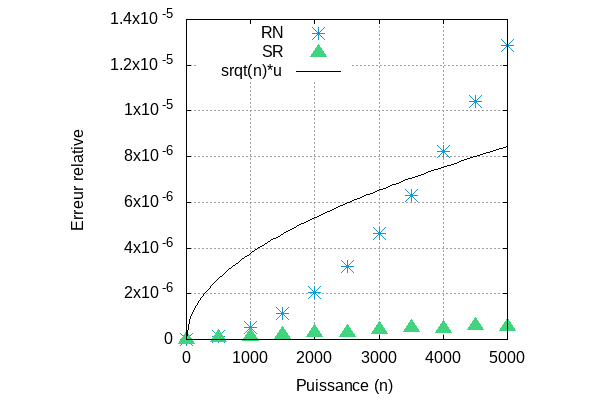 1.4x10 -5
1.2x10 -5
1x10 -5
8x10 -6
6x10 -6
4x10 -6
2x10 -6
0
Erreur relative
RN
SR
srqt(n)*u
0 1000 2000 3000 4000 5000
Puissance (n)